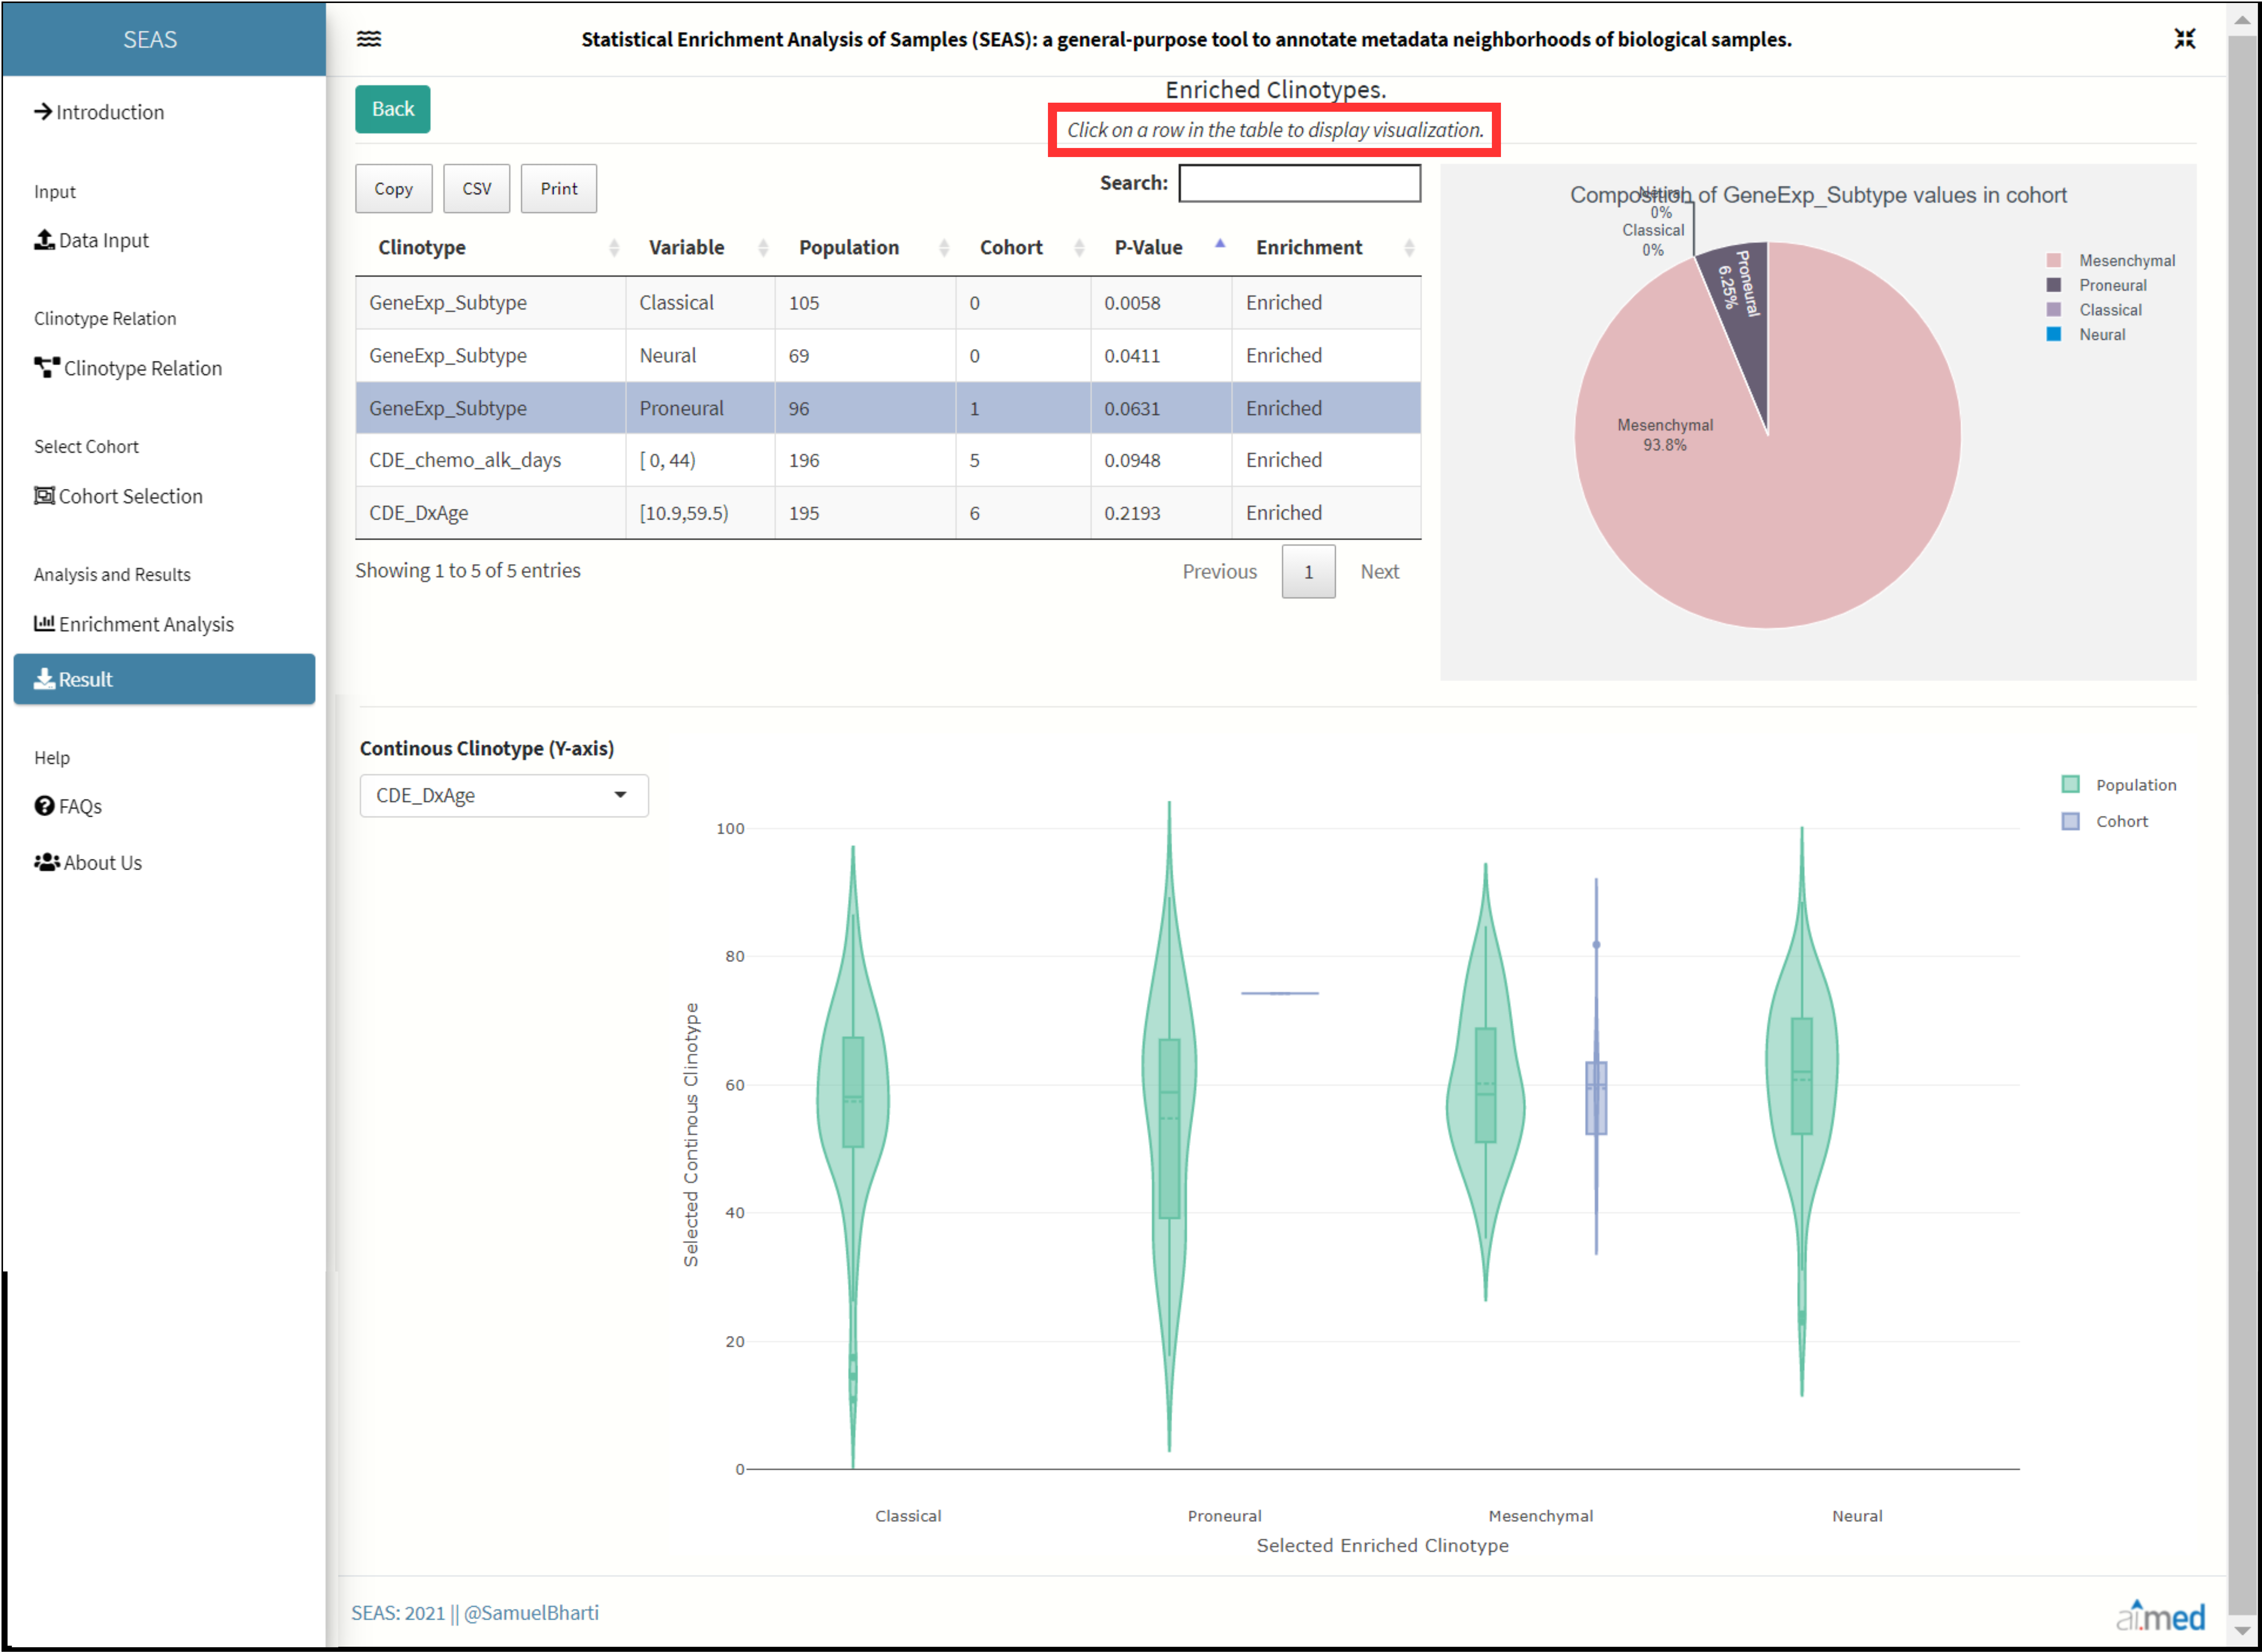 SEAS
Statistical Enrichment Analysis of Samples (SEAS): a general-purpose tool to annotate metadata neighborhoods of biological samples.
Introduction
Input
Data Input
Clinotype Relation
Clinotype Relation
Select Cohort
Cohort Selection
Analysis and Results
Enrichment Analysis
Result
Help
FAQs
About Us
Back
Enriched Clinotypes.
Click on a row in the table to display visualization.
Copy CSV Print Search:
Clinotype Variable Population Cohort P-Value Enrichment
GeneExp_Subtype Classical 105 0 0.0058 Enriched
GeneExp_Subtype Neural 69 0 0.0411 Enriched
GeneExp_Subtype Proneural 96 1 0.0631 Enriched
CDE_chemo_alk_days [ 0, 44) 196 5 0.0948 Enriched
CDE_DxAge [10.9,59.5) 195 6 0.2193 Enriched
Showing 1 to 5 of 5 entries
Previous 1 Next
Composition of GeneExp_Subtype values in cohort
Neural
0%
Classical
0%
Proneural
6.25%
Mesenchymal
93.8%
Mesenchymal
Proneural
Classical
Neural
Continous Clinotype (Y-axis)
CDE_DxAge
Population
Cohort
Selected Continous Clinotype
100
80
60
40
20
0
Classical Proneural Mesenchymal Neural
Selected Enriched Clinotype
SEAS: 2021 || @SamuelBharti
ai.med